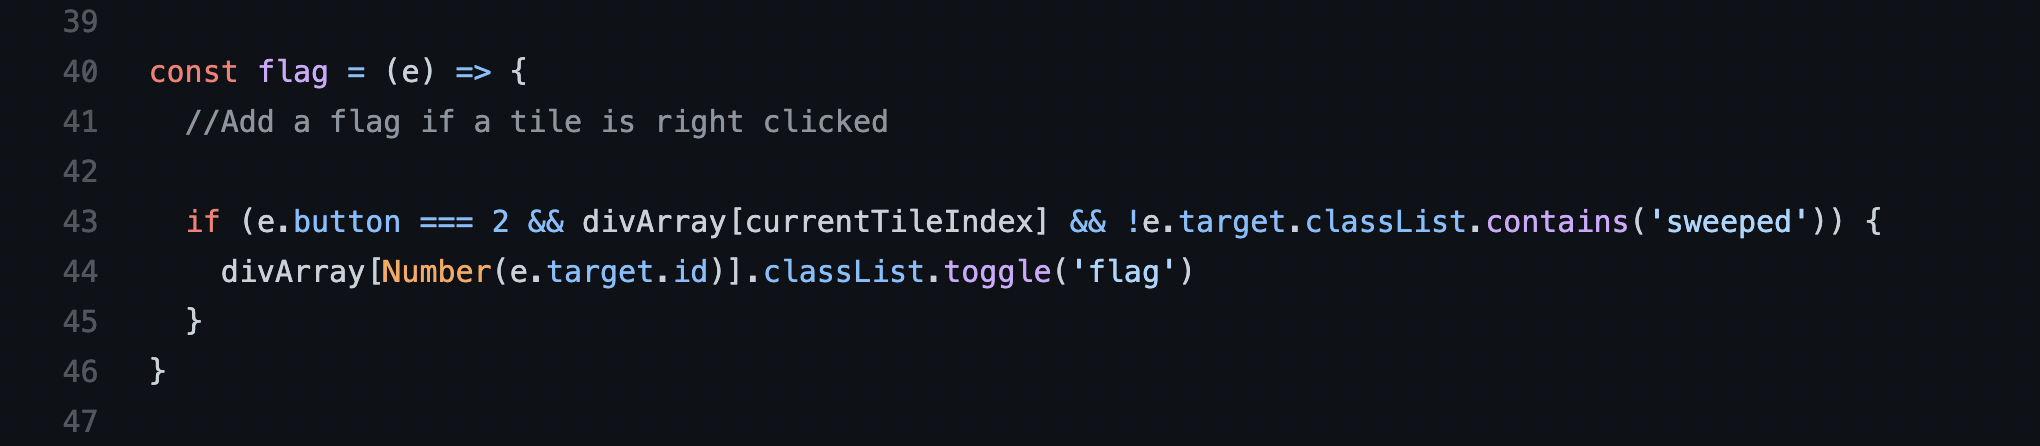 39
40 const flag = (e) => {
41 //Add a flag if a tile is right clicked
42
43 if (e.button === 2 && divArray[currentTileIndex] && !e.target.classList.contains('sweeped')) {
44 divArray[Number(e.target.id)].classList.toggle('flag')
45 }
46 }
47